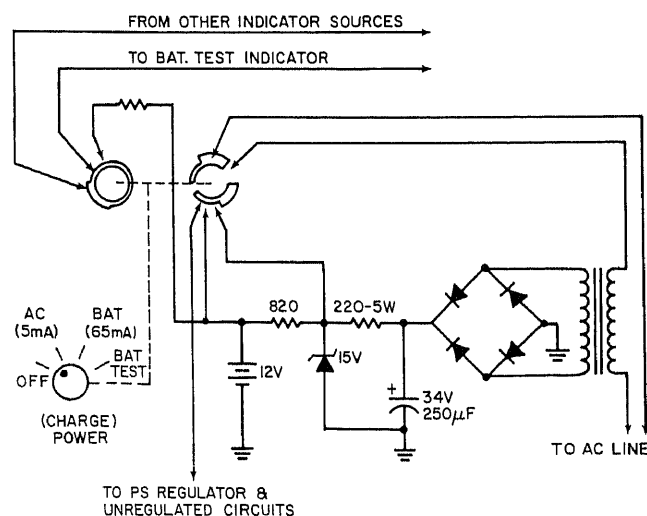 FROM OTHER INDICATOR SOURCES
TO BAT. TEST INDICATOR
AC
(5mA)
BAT
(65mA)
BAT
TEST
OFF
(CHARGE)
POWER
820
220-5W
12V
15V
+
34V
250µF
TO AC LINE
TO PS REGULATOR &
UNREGULATED CIRCUITS